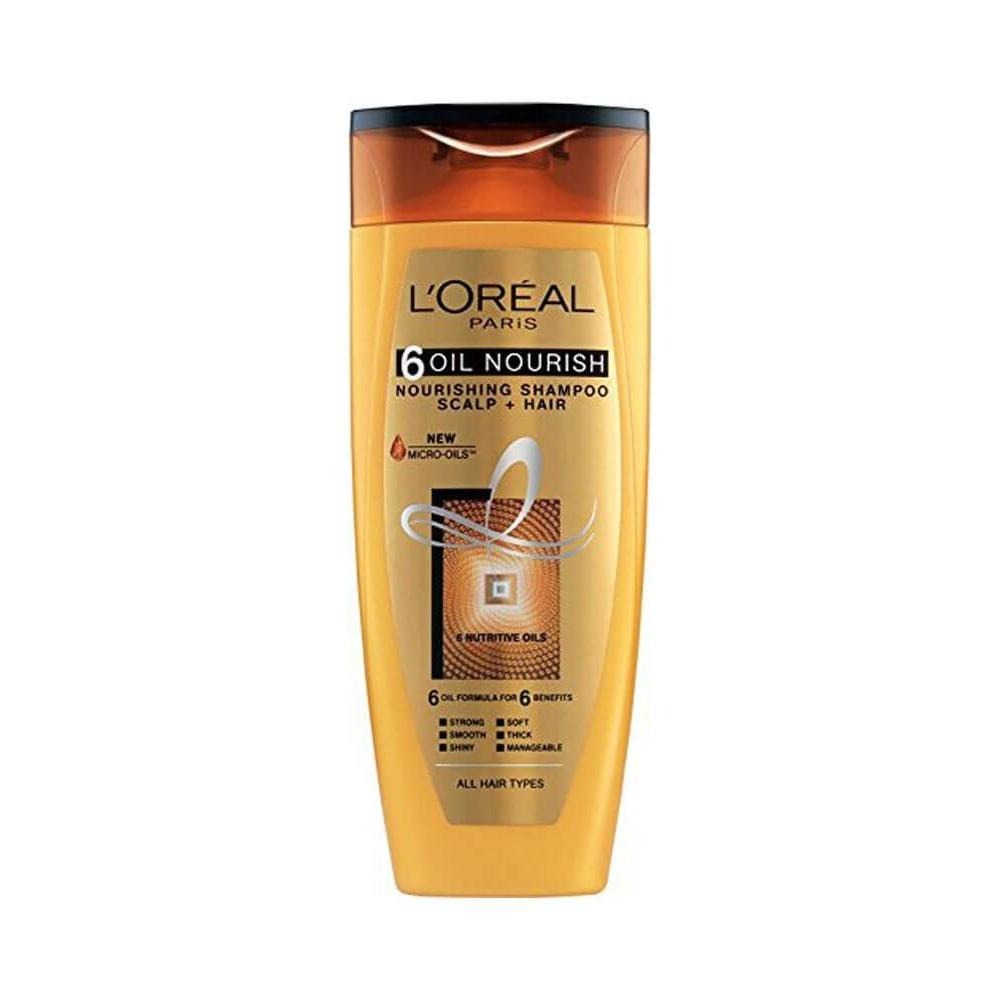 L'ORÉAL
PARiS
6 OIL NOURISH
NOURISHING SHAMPOO
SCALP + HAIR
NEW
MICRO-OILS™
6 NUTRITIVE OILS
6 OIL FORMULA FOR 6 BENEFITS
STRONG SOFT
SMOOTH THICK
SHINY MANAGEABLE
ALL HAIR TYPES